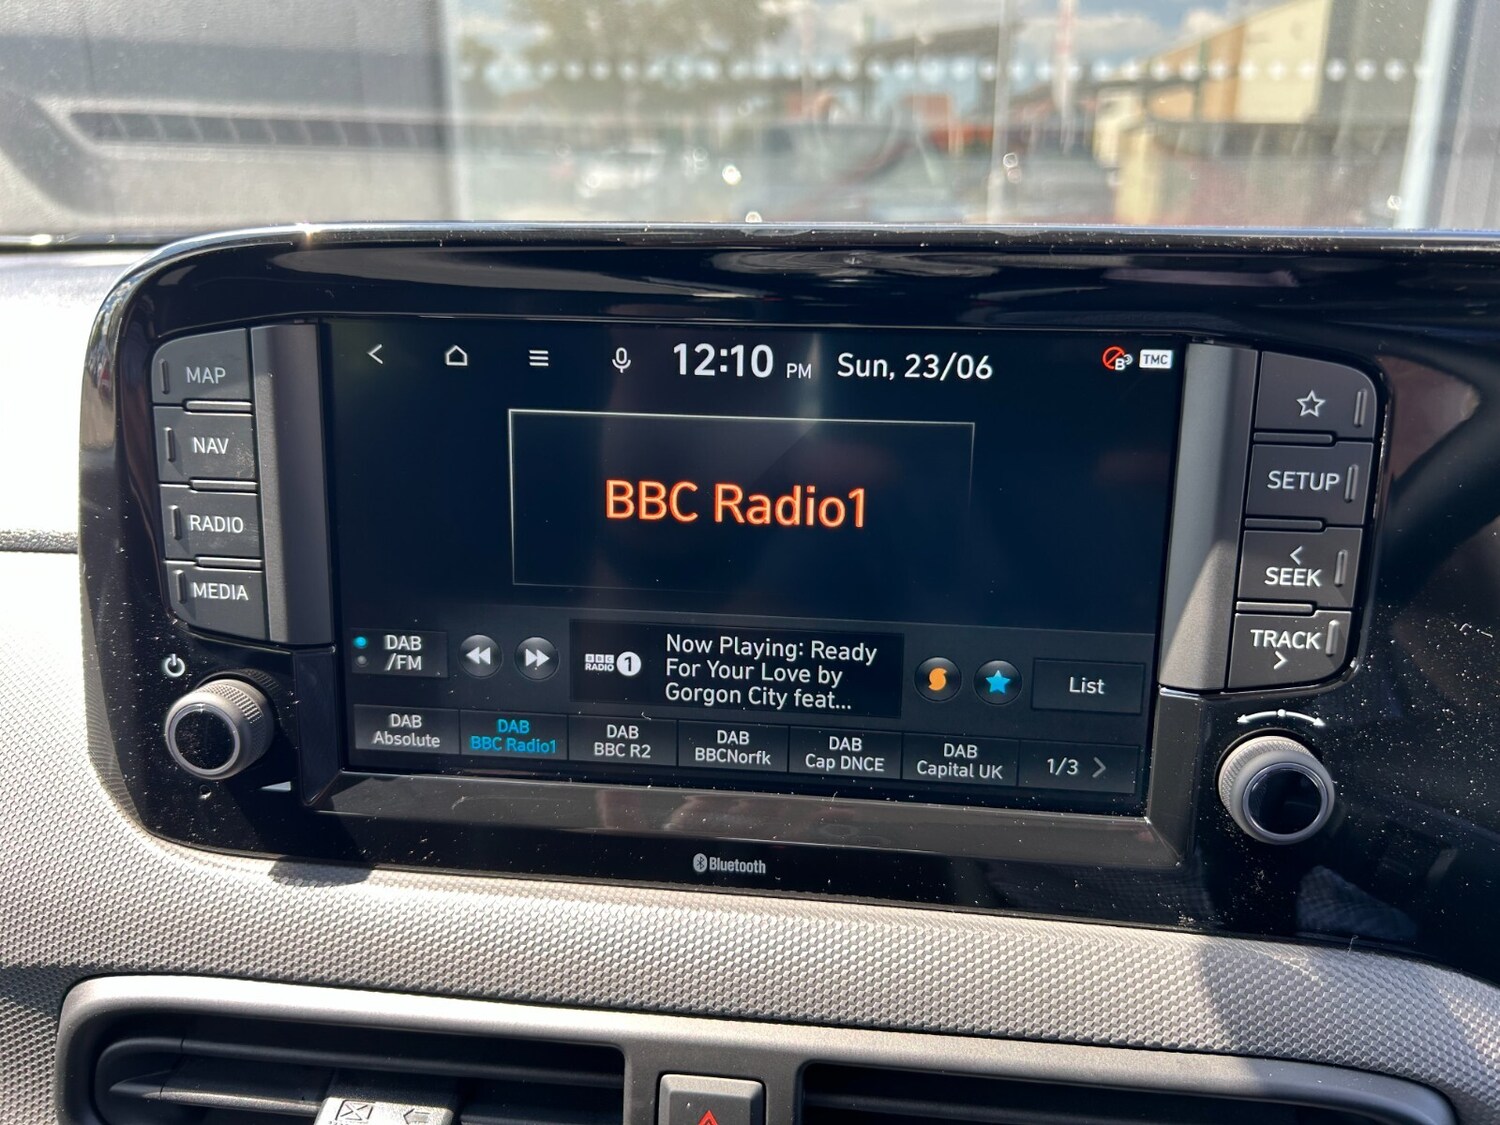 12:10 PM Sun, 23/06
TMC
MAP
NAV
RADIO
MEDIA
SETUP
SEEK
TRACK
BBC Radio1
DAB
/FM
BBC
RADIO 1
Now Playing: Ready
For Your Love by
Gorgon City feat...
List
DAB
Absolute
DAB
BBC Radio1
DAB
BBC R2
DAB
BBCNorfk
DAB
Cap DNCE
DAB
Capital UK
1/3
Bluetooth